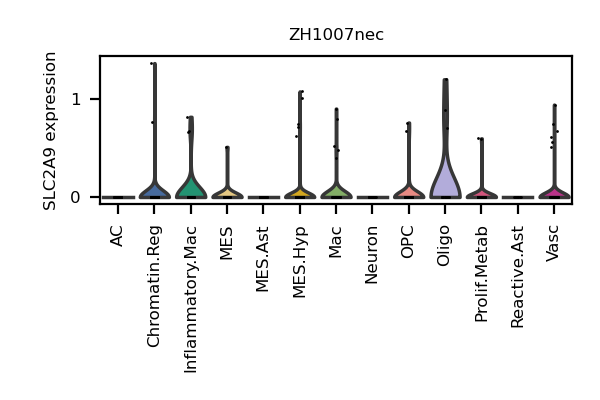 ZH1007nec
SLC2A9 expression
1
0
AC
Chromatin.Reg
Inflammatory.Mac
MES
MES.Ast
MES.Hyp
Mac
Neuron
OPC
Oligo
Prolif.Metab
Reactive.Ast
Vasc